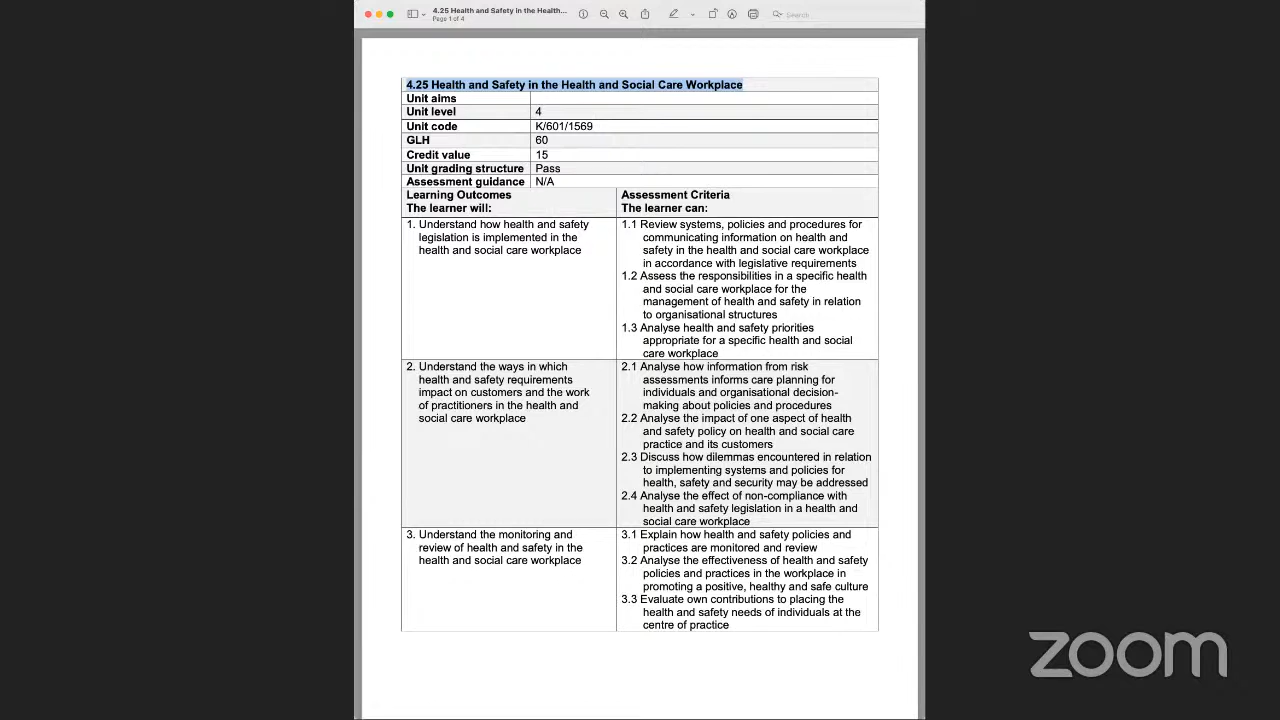 4.25 Health and Safety in the Health...
Page 1 of 4
Search
4.25 Health and Safety in the Health and Social Care Workplace
Unit aims
Unit level 4
Unit code K/601/1569
GLH 60
Credit value 15
Unit grading structure Pass
Assessment guidance N/A
Learning Outcomes
The learner will:
Assessment Criteria
The learner can:
1. Understand how health and safety
legislation is implemented in the
health and social care workplace
1.1 Review systems, policies and procedures for
communicating information on health and
safety in the health and social care workplace
in accordance with legislative requirements
1.2 Assess the responsibilities in a specific health
and social care workplace for the
management of health and safety in relation
to organisational structures
1.3 Analyse health and safety priorities
appropriate for a specific health and social
care workplace
2. Understand the ways in which
health and safety requirements
impact on customers and the work
of practitioners in the health and
social care workplace
2.1 Analyse how information from risk
assessments informs care planning for
individuals and organisational decision-
making about policies and procedures
2.2 Analyse the impact of one aspect of health
and safety policy on health and social care
practice and its customers
2.3 Discuss how dilemmas encountered in relation
to implementing systems and policies for
health, safety and security may be addressed
2.4 Analyse the effect of non-compliance with
health and safety legislation in a health and
social care workplace
3. Understand the monitoring and
review of health and safety in the
health and social care workplace
3.1 Explain how health and safety policies and
practices are monitored and review
3.2 Analyse the effectiveness of health and safety
policies and practices in the workplace in
promoting a positive, healthy and safe culture
3.3 Evaluate own contributions to placing the
health and safety needs of individuals at the
centre of practice
zoom